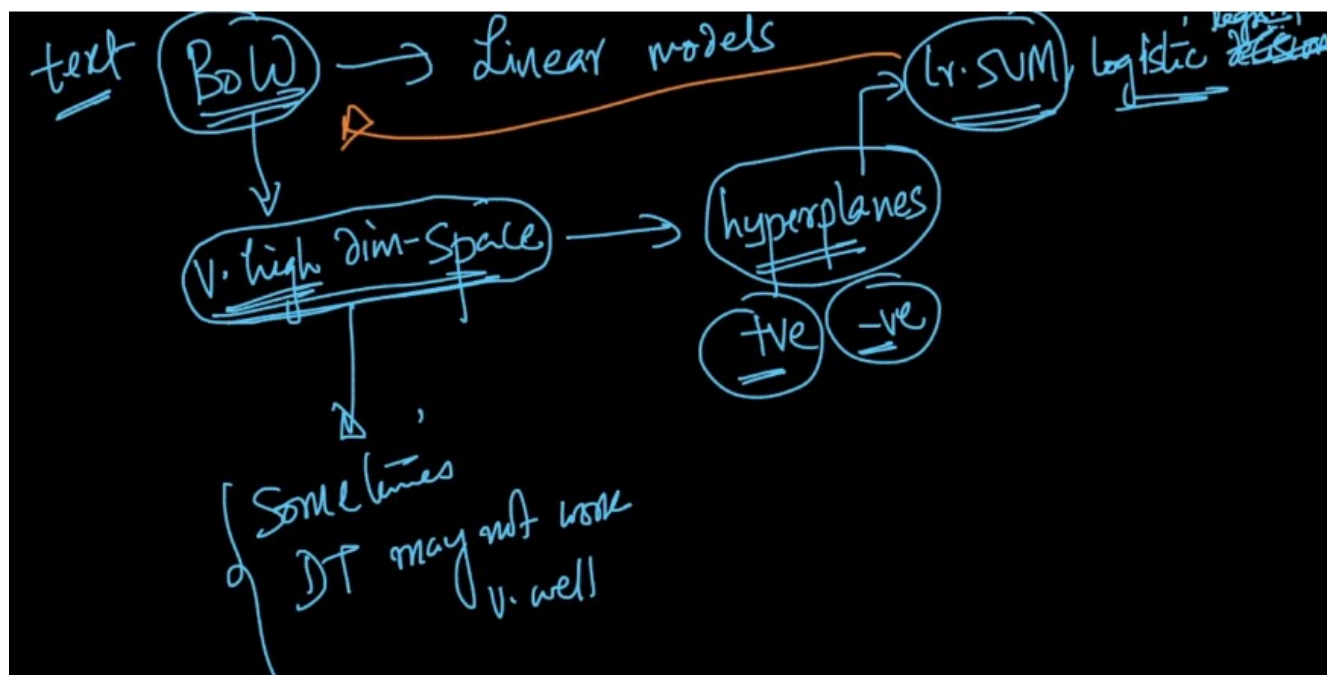 text BoW → Linear models lr. SVM, logistic
v. high dim-space → hyperplanes
+ve -ve
Sometimes
DT may not work
v. well